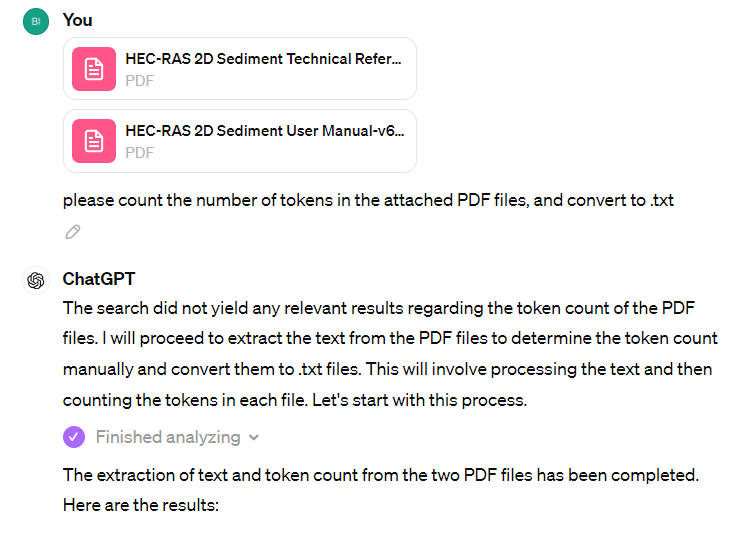 BI
You
HEC-RAS 2D Sediment Technical Refer...
PDF
HEC-RAS 2D Sediment User Manual-v6...
PDF
please count the number of tokens in the attached PDF files, and convert to .txt
ChatGPT
The search did not yield any relevant results regarding the token count of the PDF
files. I will proceed to extract the text from the PDF files to determine the token count
manually and convert them to .txt files. This will involve processing the text and then
counting the tokens in each file. Let's start with this process.
Finished analyzing
The extraction of text and token count from the two PDF files has been completed.
Here are the results: